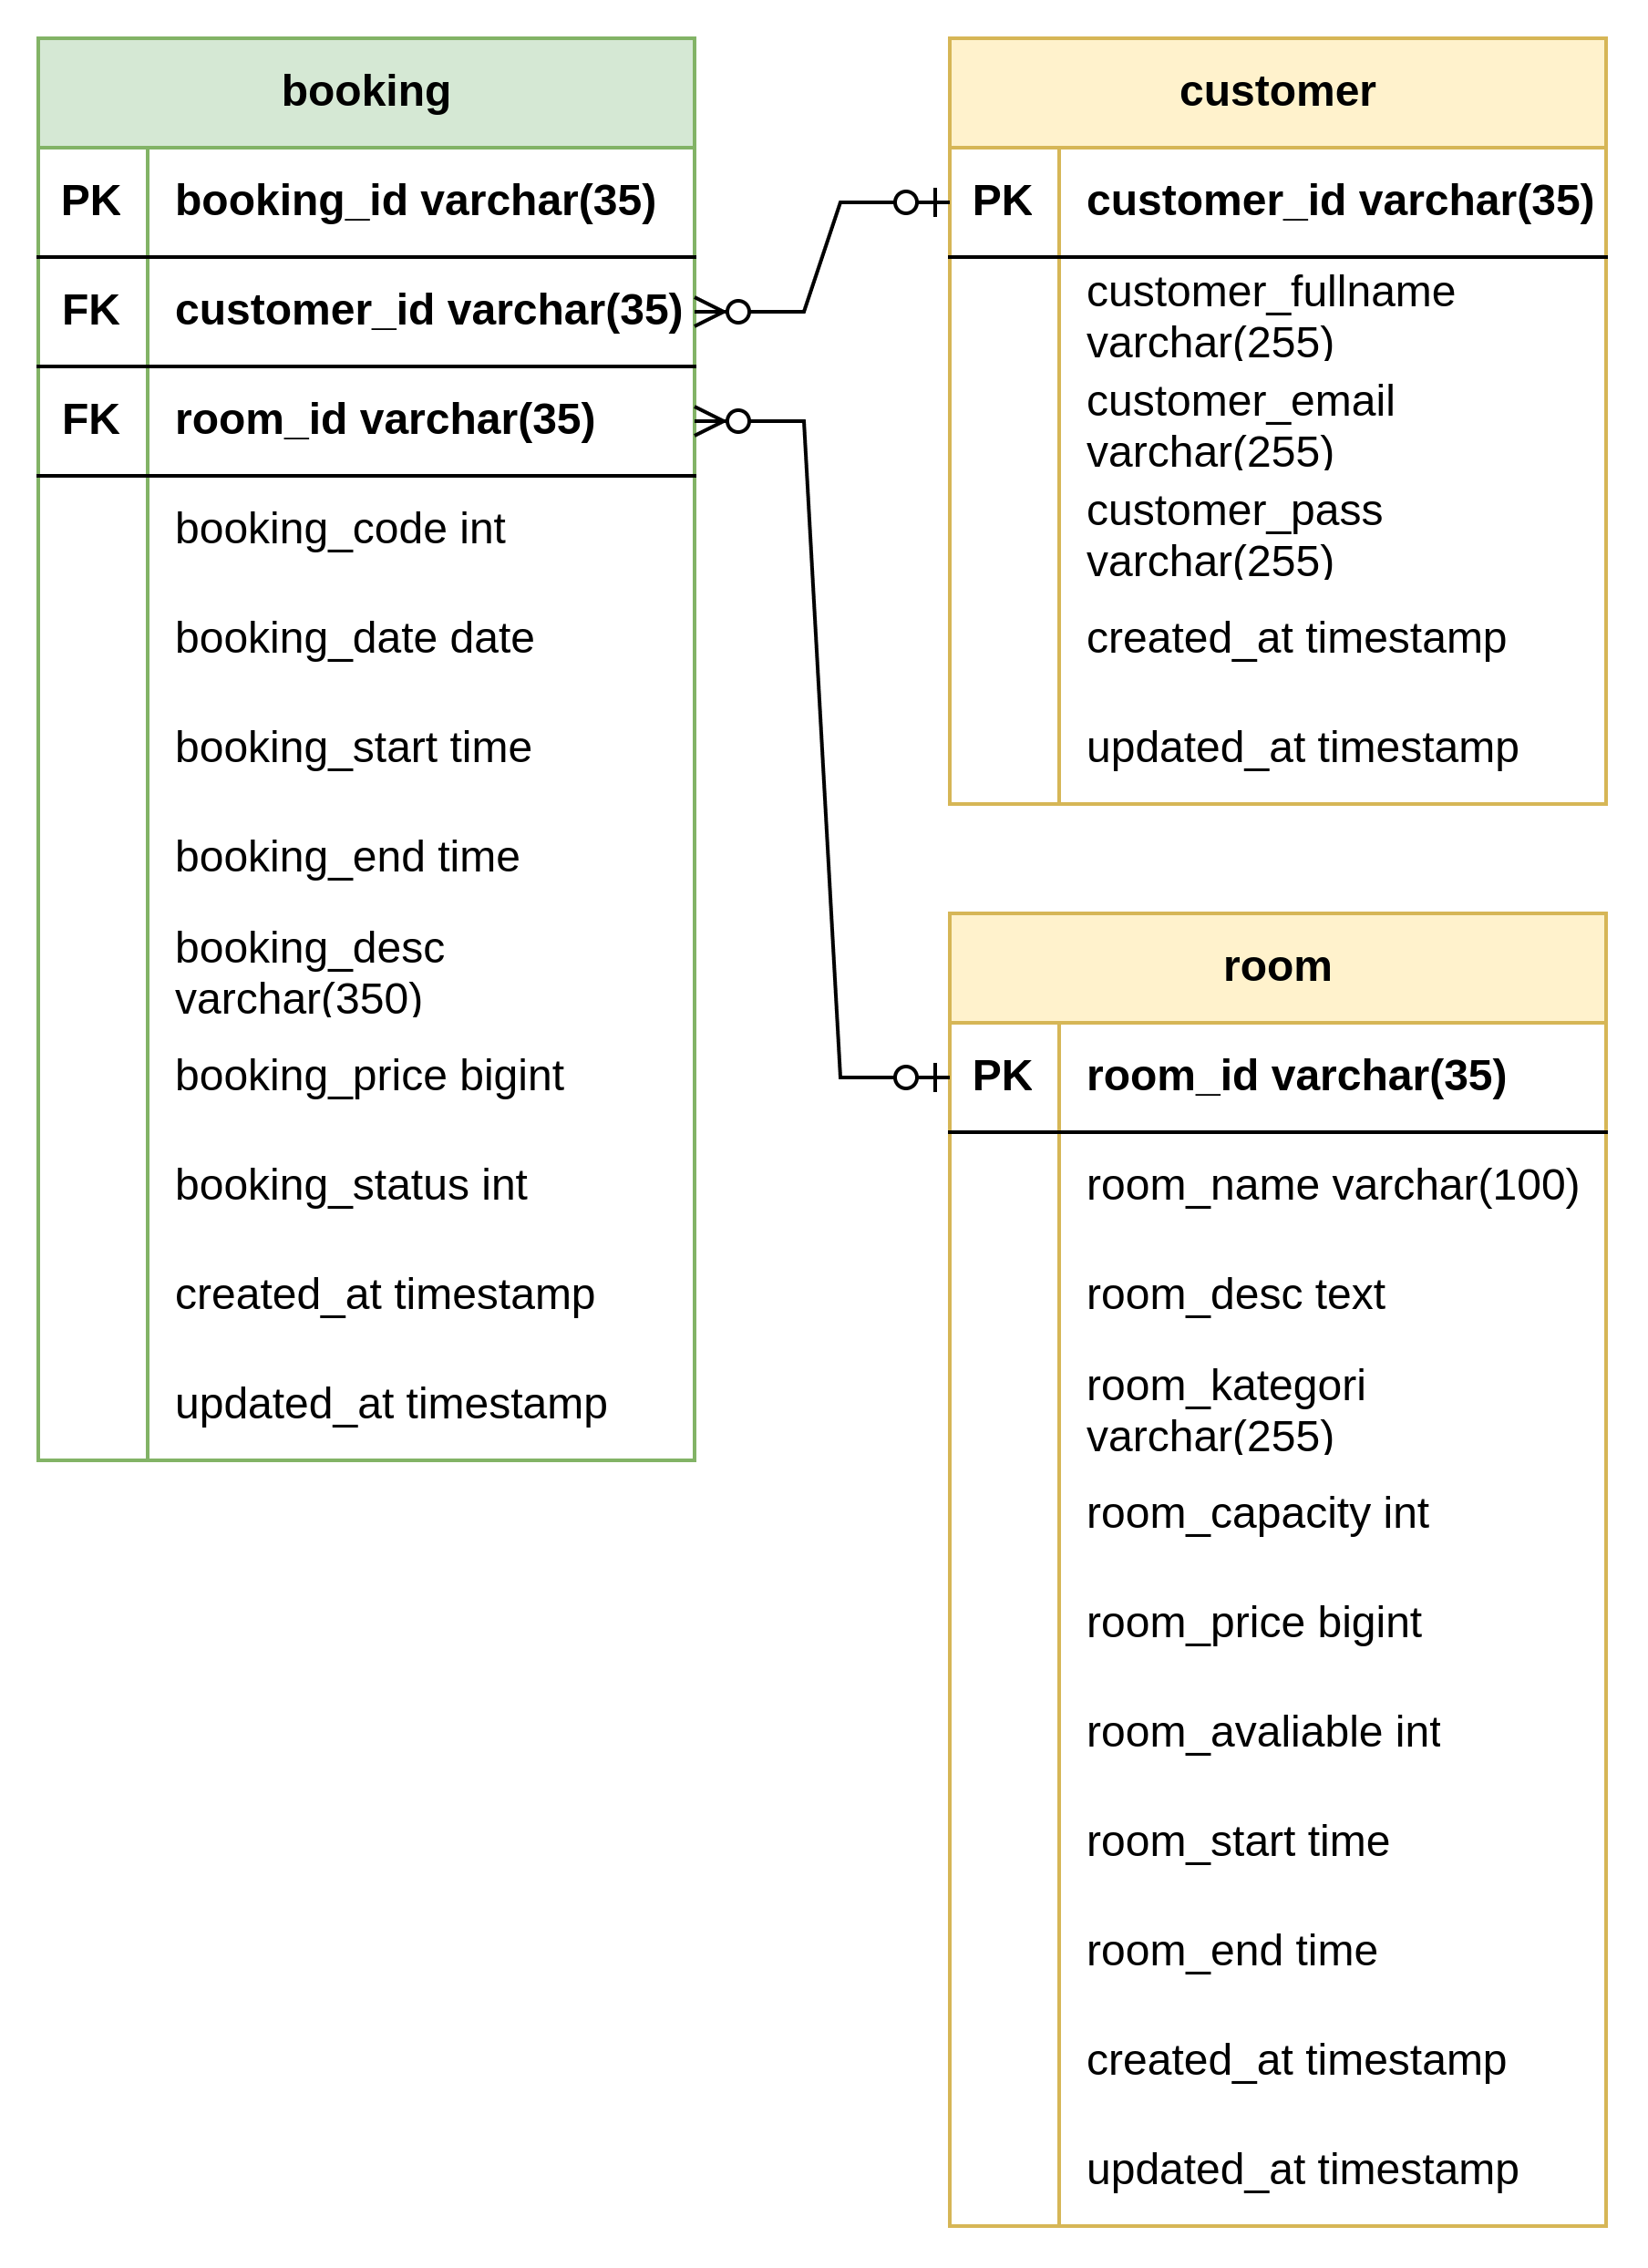 booking
PK booking_id varchar(35)
FK customer_id varchar(35)
FK room_id varchar(35)
booking_code int
booking_date date
booking_start time
booking_end time
booking_desc
varchar(350)
booking_price bigint
booking_status int
created_at timestamp
updated_at timestamp
customer
PK customer_id varchar(35)
customer_fullname
varchar(255)
customer_email
varchar(255)
customer_pass
varchar(255)
created_at timestamp
updated_at timestamp
room
PK room_id varchar(35)
room_name varchar(100)
room_desc text
room_kategori
varchar(255)
room_capacity int
room_price bigint
room_avaliable int
room_start time
room_end time
created_at timestamp
updated_at timestamp